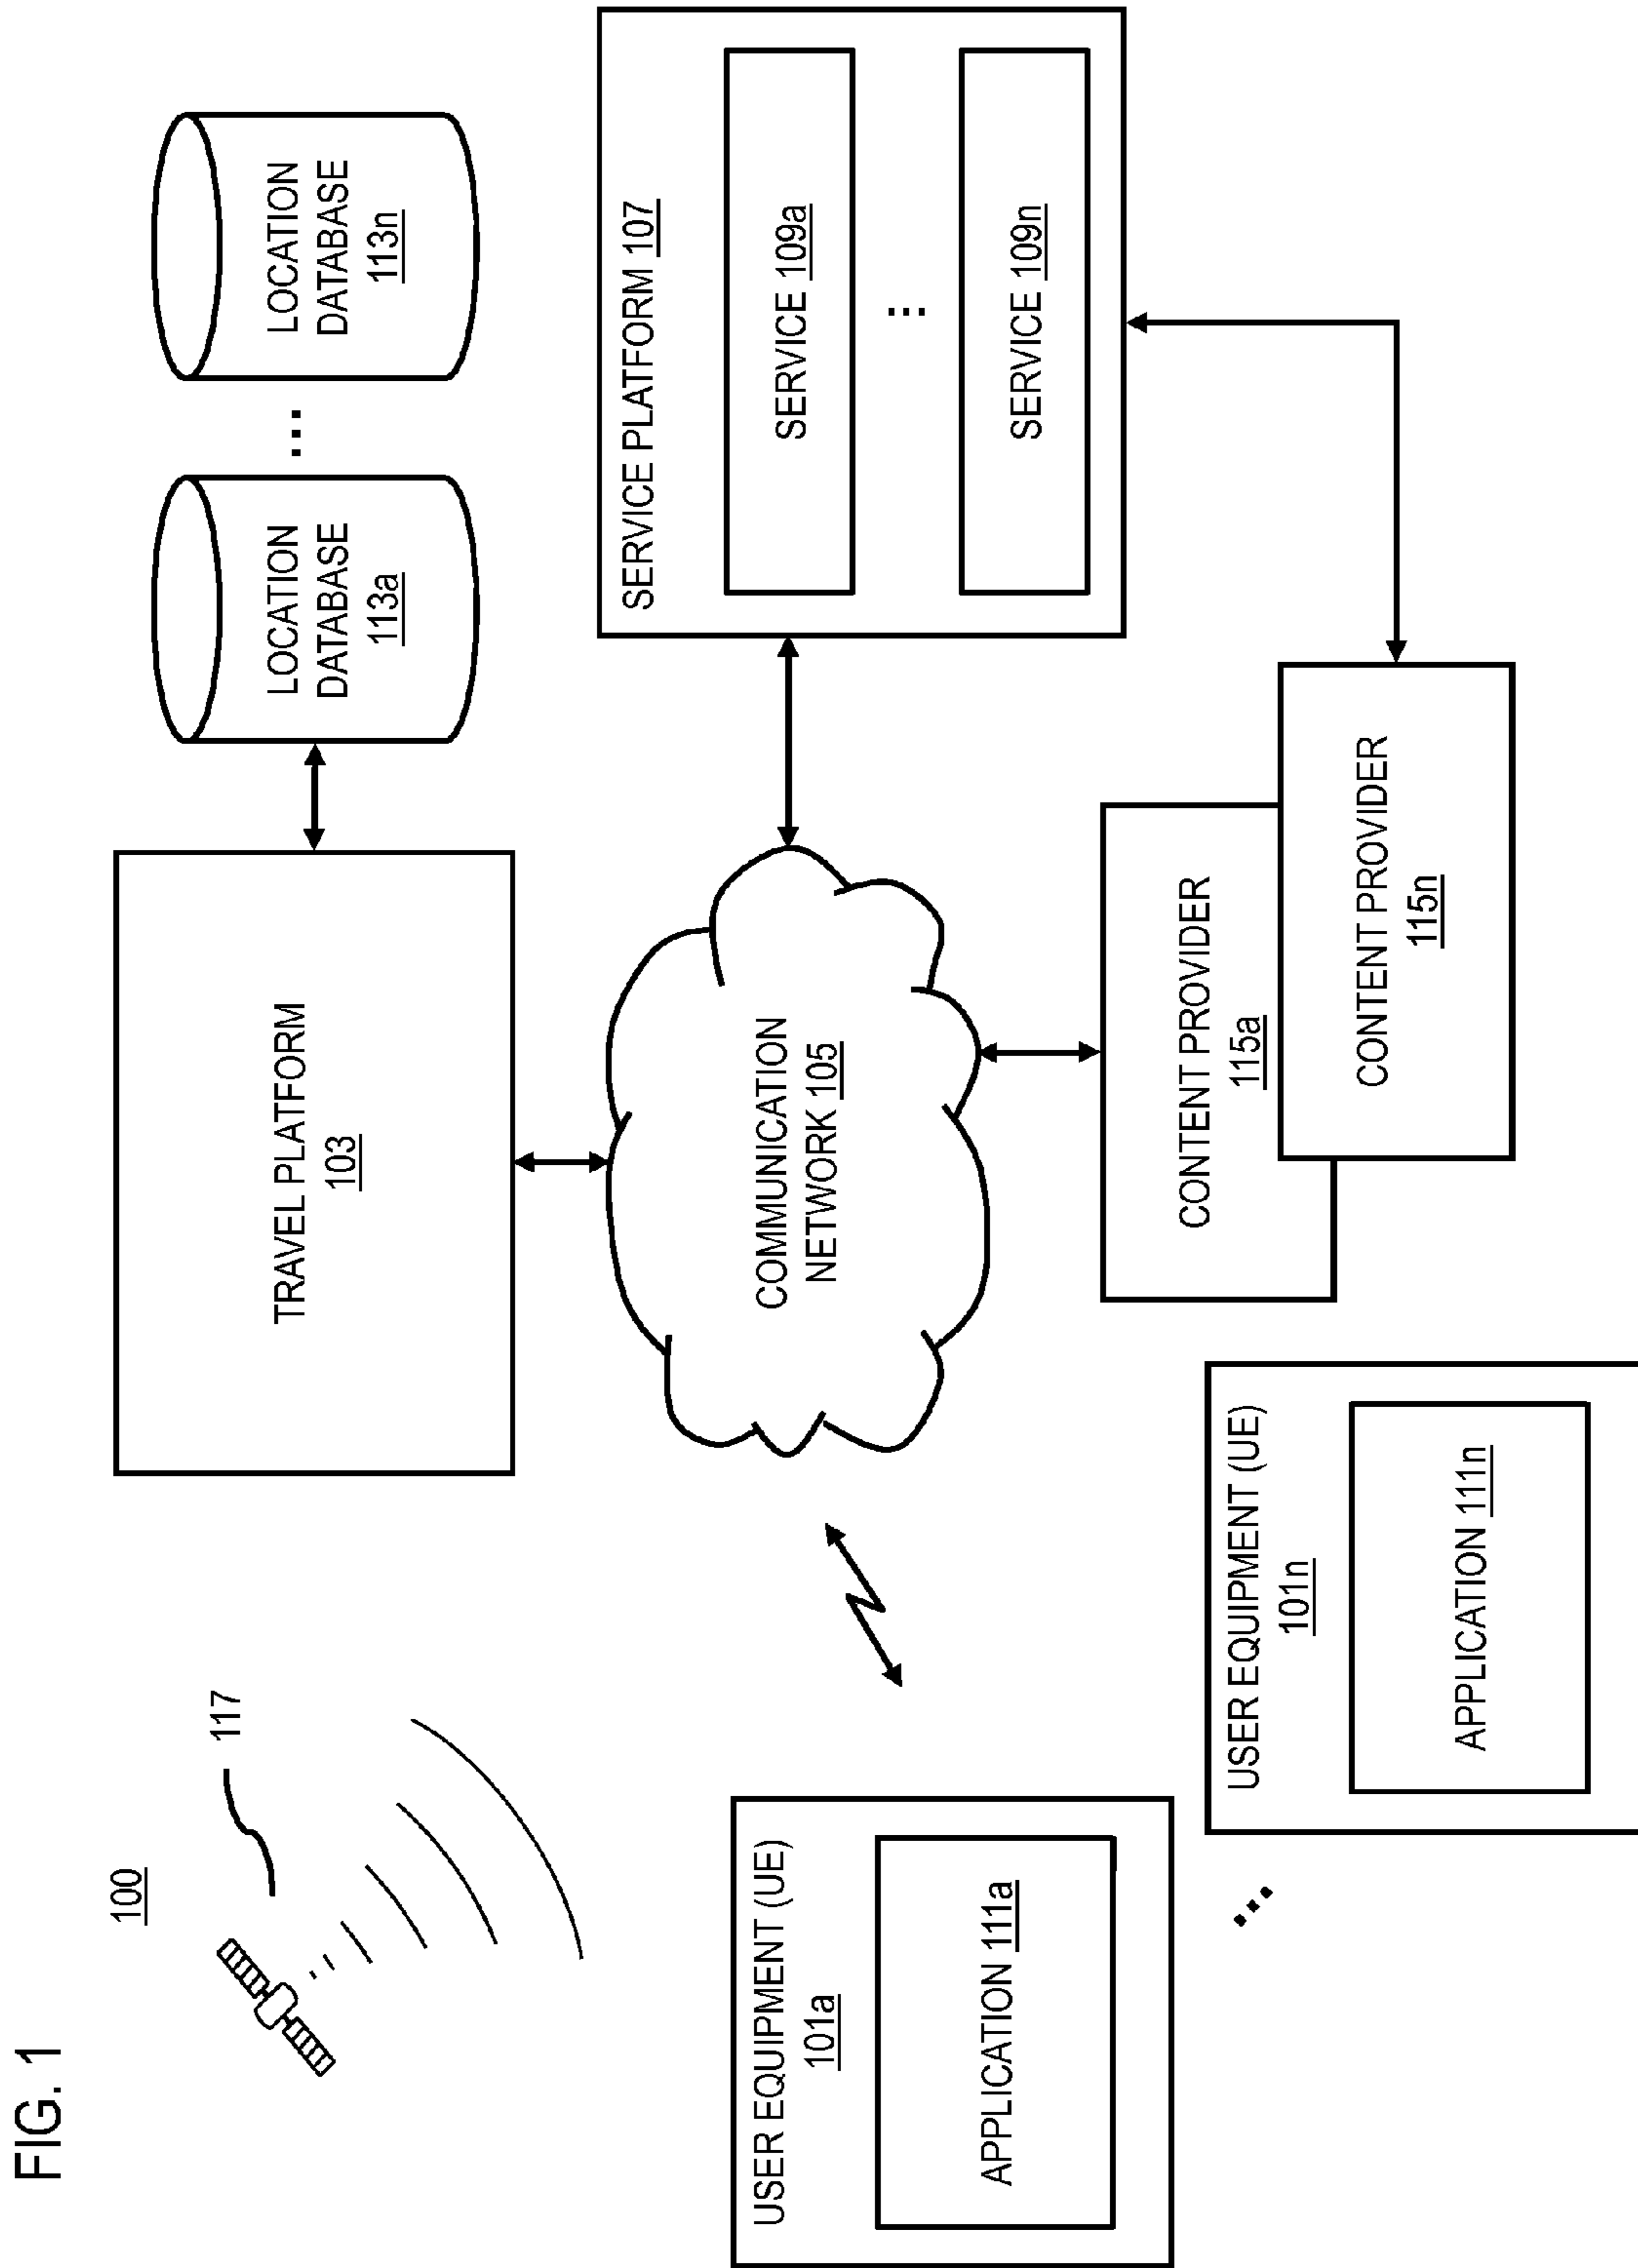 FIG. 1
100
117
TRAVEL PLATFORM
103
LOCATION
DATABASE
113a
...
LOCATION
DATABASE
113n
COMMUNICATION
NETWORK 105
SERVICE PLATFORM 107
SERVICE 109a
...
SERVICE 109n
USER EQUIPMENT (UE)
101a
APPLICATION 111a
...
USER EQUIPMENT (UE)
101n
APPLICATION 111n
CONTENT PROVIDER
115a
CONTENT PROVIDER
115n